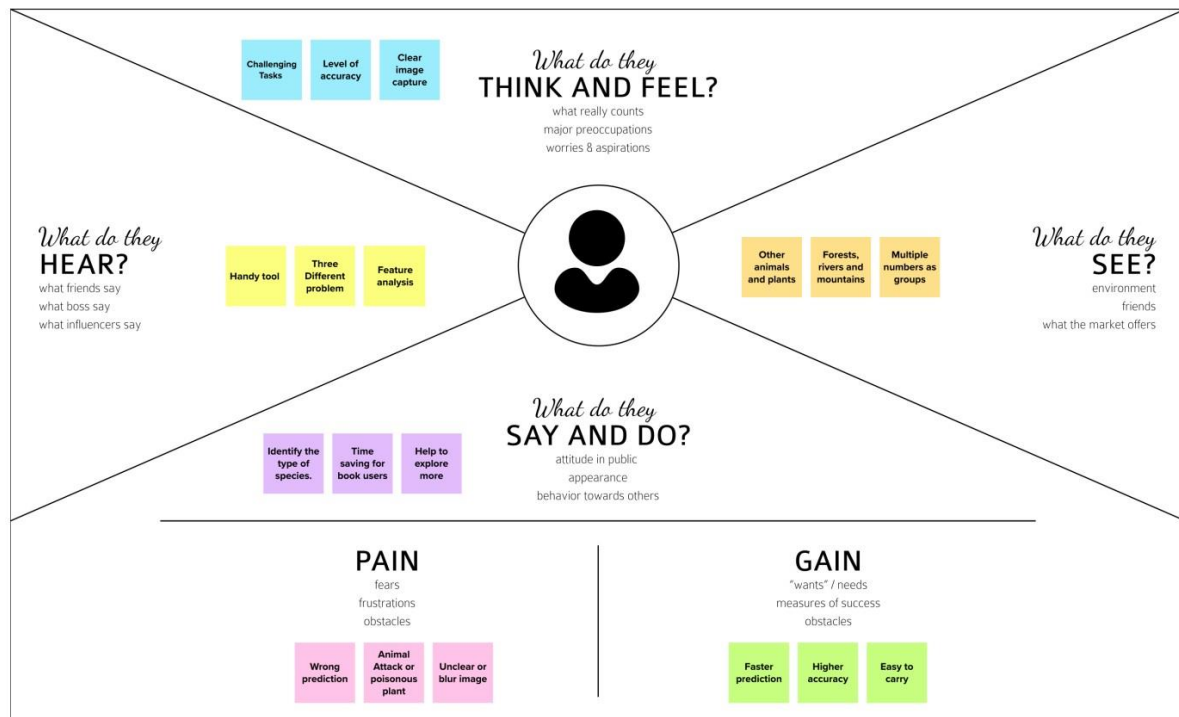 What do they
THINK AND FEEL?
what really counts
major preoccupations
worries & aspirations
Challenging
Tasks
Level of
accuracy
Clear
image
capture
What do they
HEAR?
what friends say
what boss say
what influencers say
Handy tool
Three
Different
problem
Feature
analysis
Other
animals
and plants
Forests,
rivers and
mountains
Multiple
numbers as
groups
What do they
SEE?
environment
friends
what the market offers
What do they
SAY AND DO?
attitude in public
appearance
behavior towards others
Identify the
type of
species.
Time
saving for
book users
Help to
explore
more
PAIN
fears
frustrations
obstacles
Wrong
prediction
Animal
Attack or
poisonous
plant
Unclear or
blur image
GAIN
"wants" / needs
measures of success
obstacles
Faster
prediction
Higher
accuracy
Easy to
carry